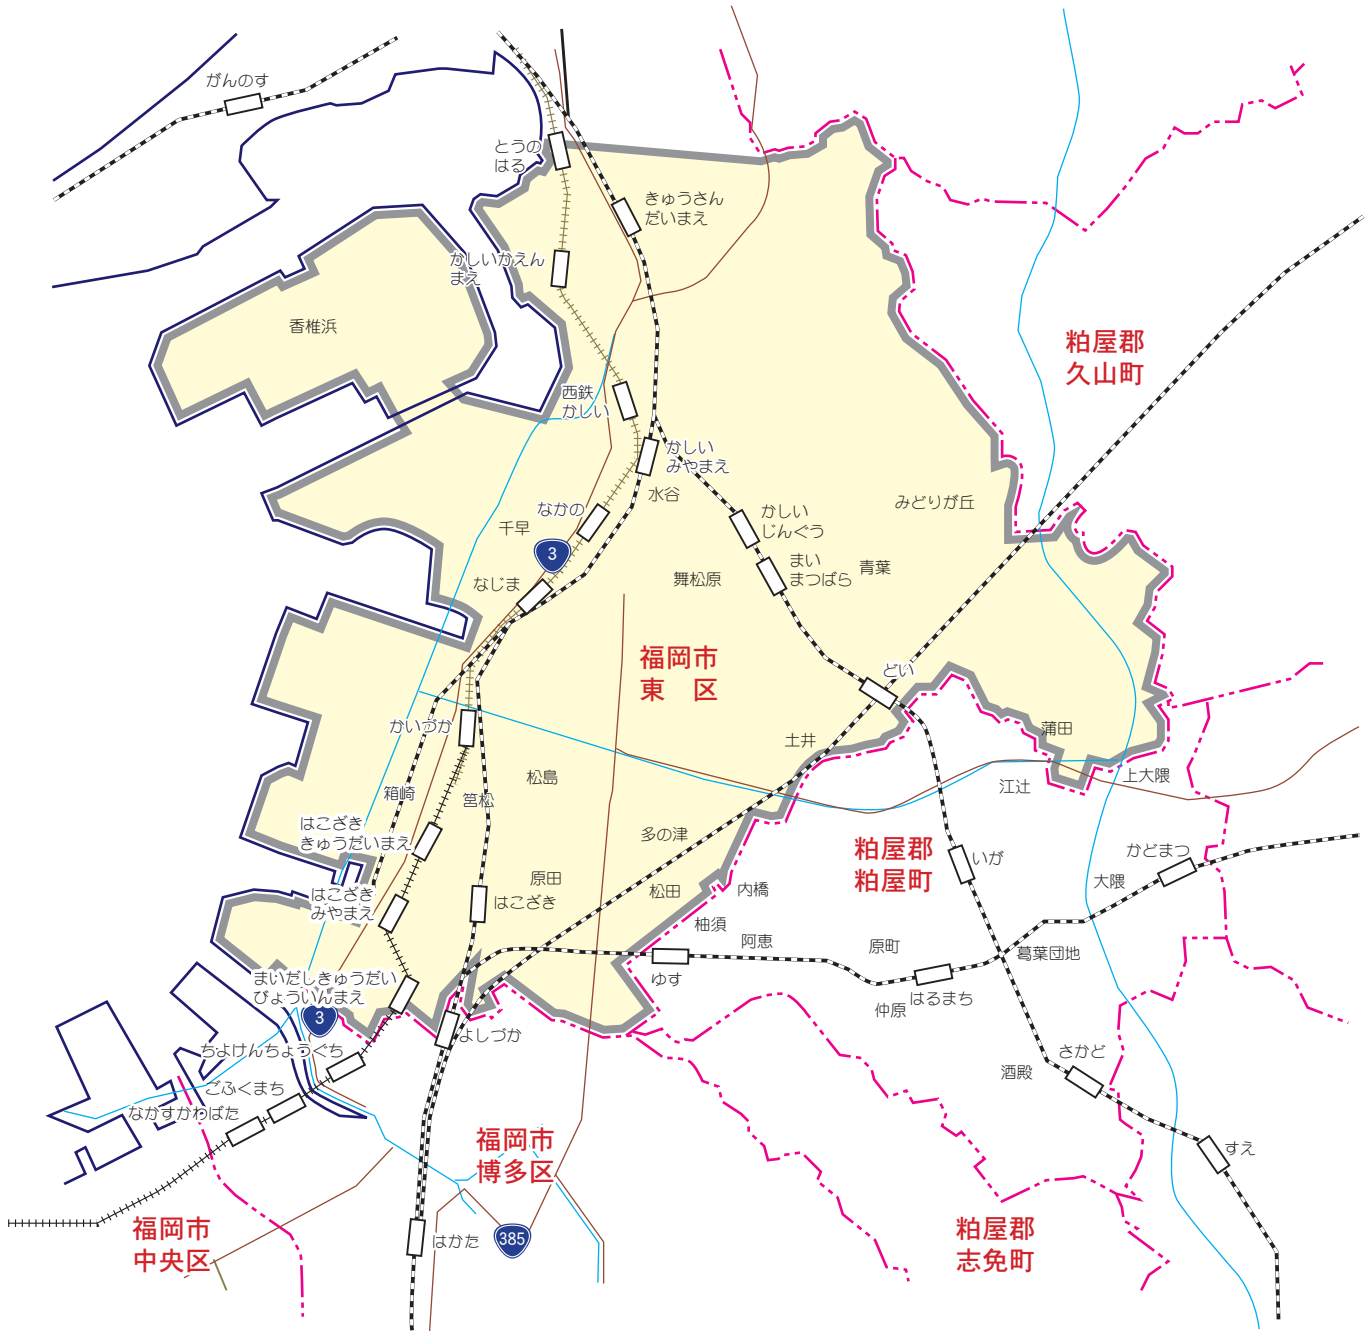 がんのす
とうの
はる
きゅうさん
だいまえ
かしいかえん
まえ
香椎浜
粕屋郡
久山町
西鉄
かしい
かしい
みやまえ
水谷
みどりが丘
なかの
千早
かしい
じんぐう
3
まい
まつばら
青葉
舞松原
なじま
福岡市
東 区
どい
かいづか
土井
蒲田
松島
上大隈
江辻
箱崎
筥松
はこざき
きゅうだいまえ
多の津
粕屋郡
粕屋町
いが
かどまつ
原田
松田
内橋
大隈
はこざき
みやまえ
はこざき
柚須
阿恵
原町
葛葉団地
ゆす
まいだしきゅうだい
びょういんまえ
はるまち
仲原
3
よしづか
ちよけんちょうぐち
さかど
酒殿
ごふくまち
なかすかわばた
福岡市
博多区
すえ
福岡市
中央区
はかた
385
粕屋郡
志免町